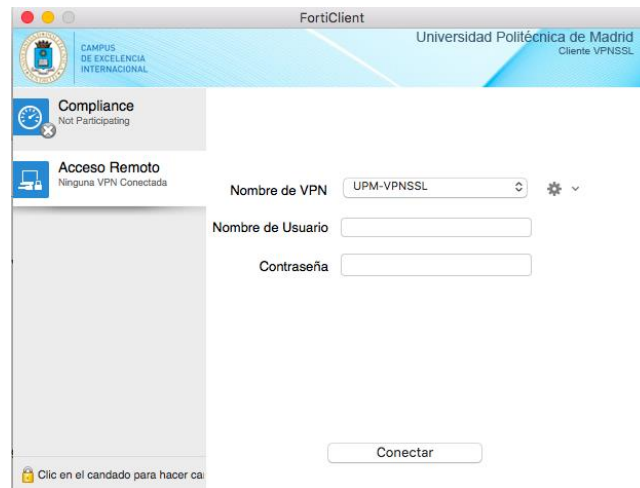 FortiClient
CAMPUS
DE EXCELENCIA
INTERNACIONAL
Universidad Politécnica de Madrid
Cliente VPNSSL
Compliance
Not Participating
Acceso Remoto
Ninguna VPN Conectada
Nombre de VPN UPM-VPNSSL
Nombre de Usuario
Contraseña
Conectar
Clic en el candado para hacer ca